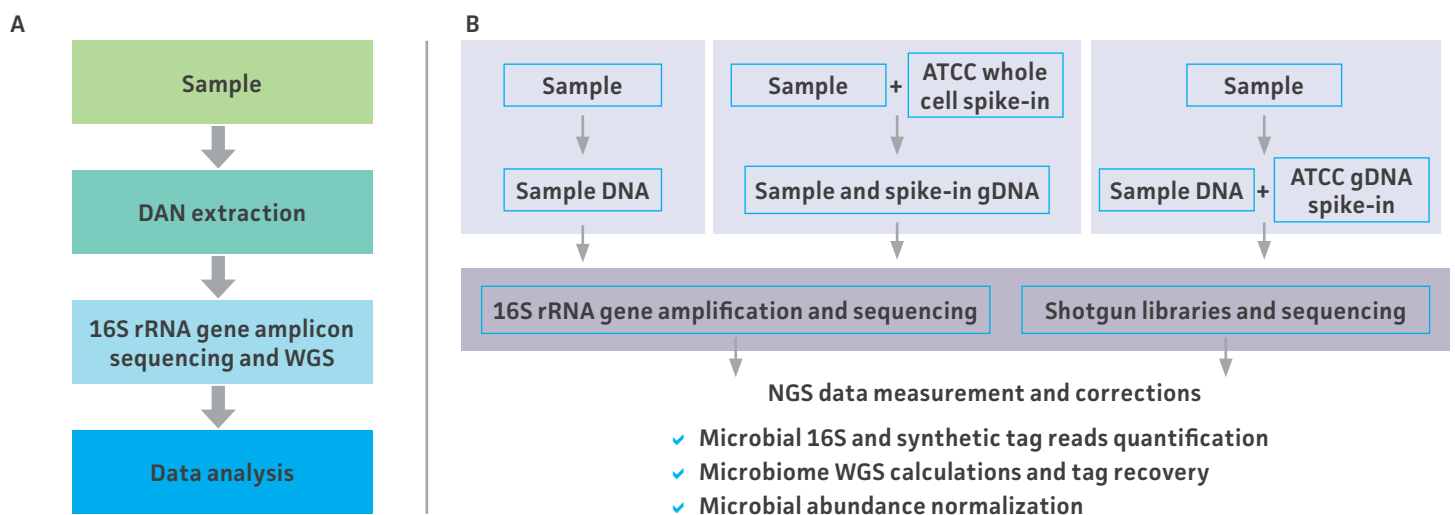 A
Sample
DAN extraction
16S rRNA gene amplicon
sequencing and WGS
Data analysis
B
Sample
Sample DNA
Sample
+
ATCC whole
cell spike-in
Sample and spike-in gDNA
Sample
Sample DNA
+
ATCC gDNA
spike-in
16S rRNA gene amplification and sequencing
Shotgun libraries and sequencing
NGS data measurement and corrections
Microbial 16S and synthetic tag reads quantification
Microbiome WGS calculations and tag recovery
Microbial abundance normalization